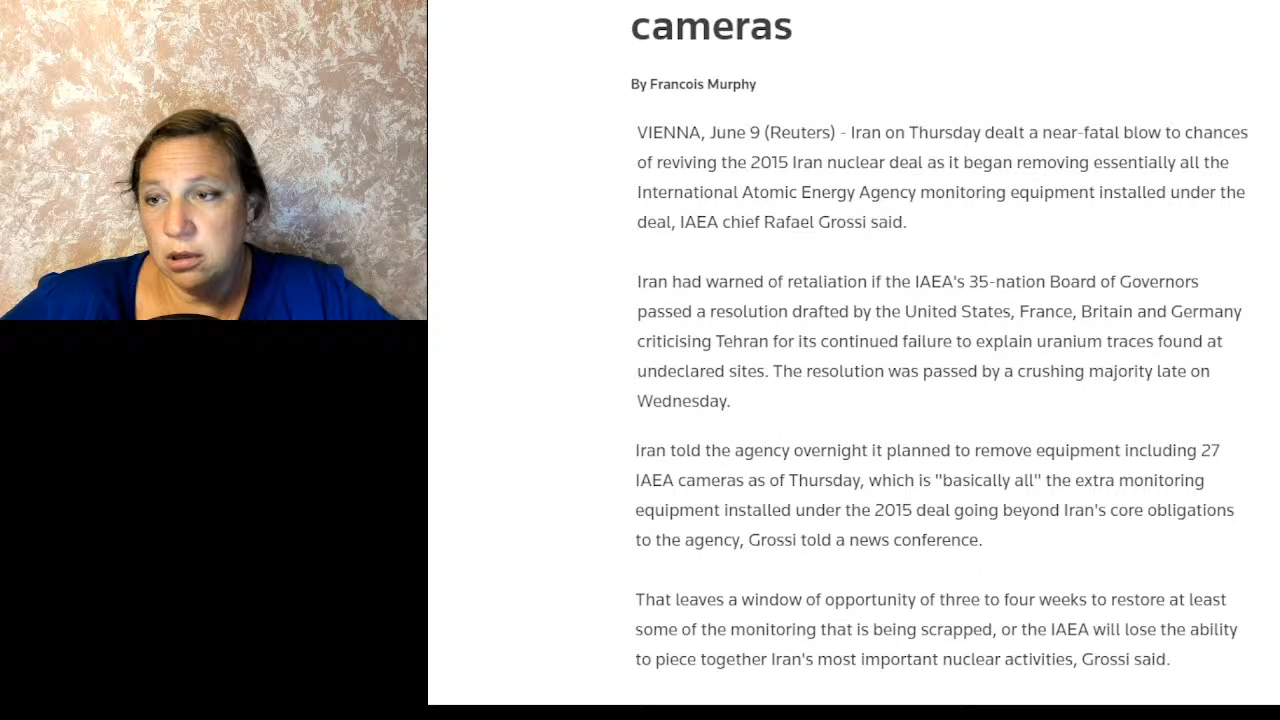 cameras
By Francois Murphy
VIENNA, June 9 (Reuters) - Iran on Thursday dealt a near-fatal blow to chances
of reviving the 2015 Iran nuclear deal as it began removing essentially all the
International Atomic Energy Agency monitoring equipment installed under the
deal, IAEA chief Rafael Grossi said.
Iran had warned of retaliation if the IAEA's 35-nation Board of Governors
passed a resolution drafted by the United States, France, Britain and Germany
criticising Tehran for its continued failure to explain uranium traces found at
undeclared sites. The resolution was passed by a crushing majority late on
Wednesday.
Iran told the agency overnight it planned to remove equipment including 27
IAEA cameras as of Thursday, which is "basically all" the extra monitoring
equipment installed under the 2015 deal going beyond Iran's core obligations
to the agency, Grossi told a news conference.
That leaves a window of opportunity of three to four weeks to restore at least
some of the monitoring that is being scrapped, or the IAEA will lose the ability
to piece together Iran's most important nuclear activities, Grossi said.